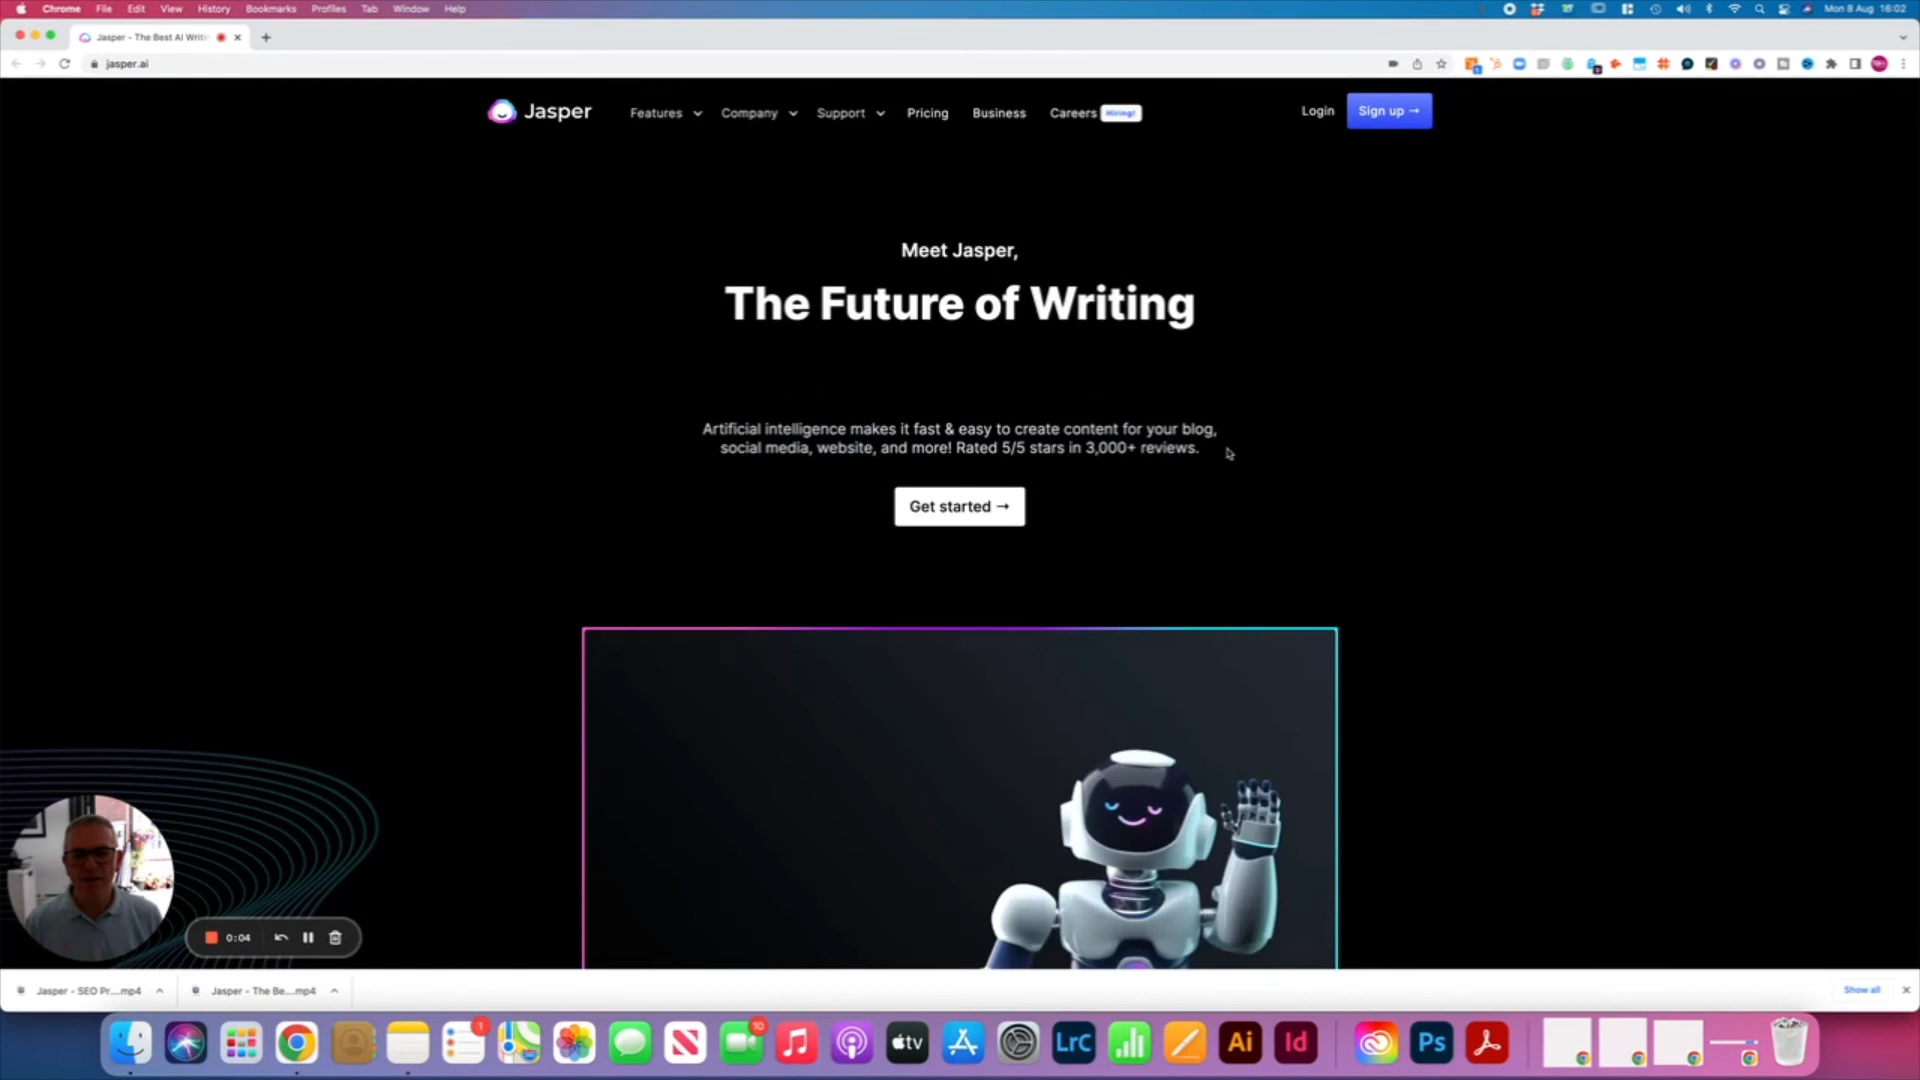 Chrome File Edit View History Bookmarks Profiles Tab Window Help
Mon 8 Aug 16:02
Jasper - The Best AI Writi
jasper.ai
Jasper
Features Company Support Pricing Business Careers Hiring!
Login Sign up →
Meet Jasper,
The Future of Writing
Artificial intelligence makes it fast & easy to create content for your blog,
social media, website, and more! Rated 5/5 stars in 3,000+ reviews.
Get started →
0:04
Jasper - SEO Pr....mp4
Jasper - The Be....mp4
Show all
1
10
tv
LrC
Ai
Id
Ps